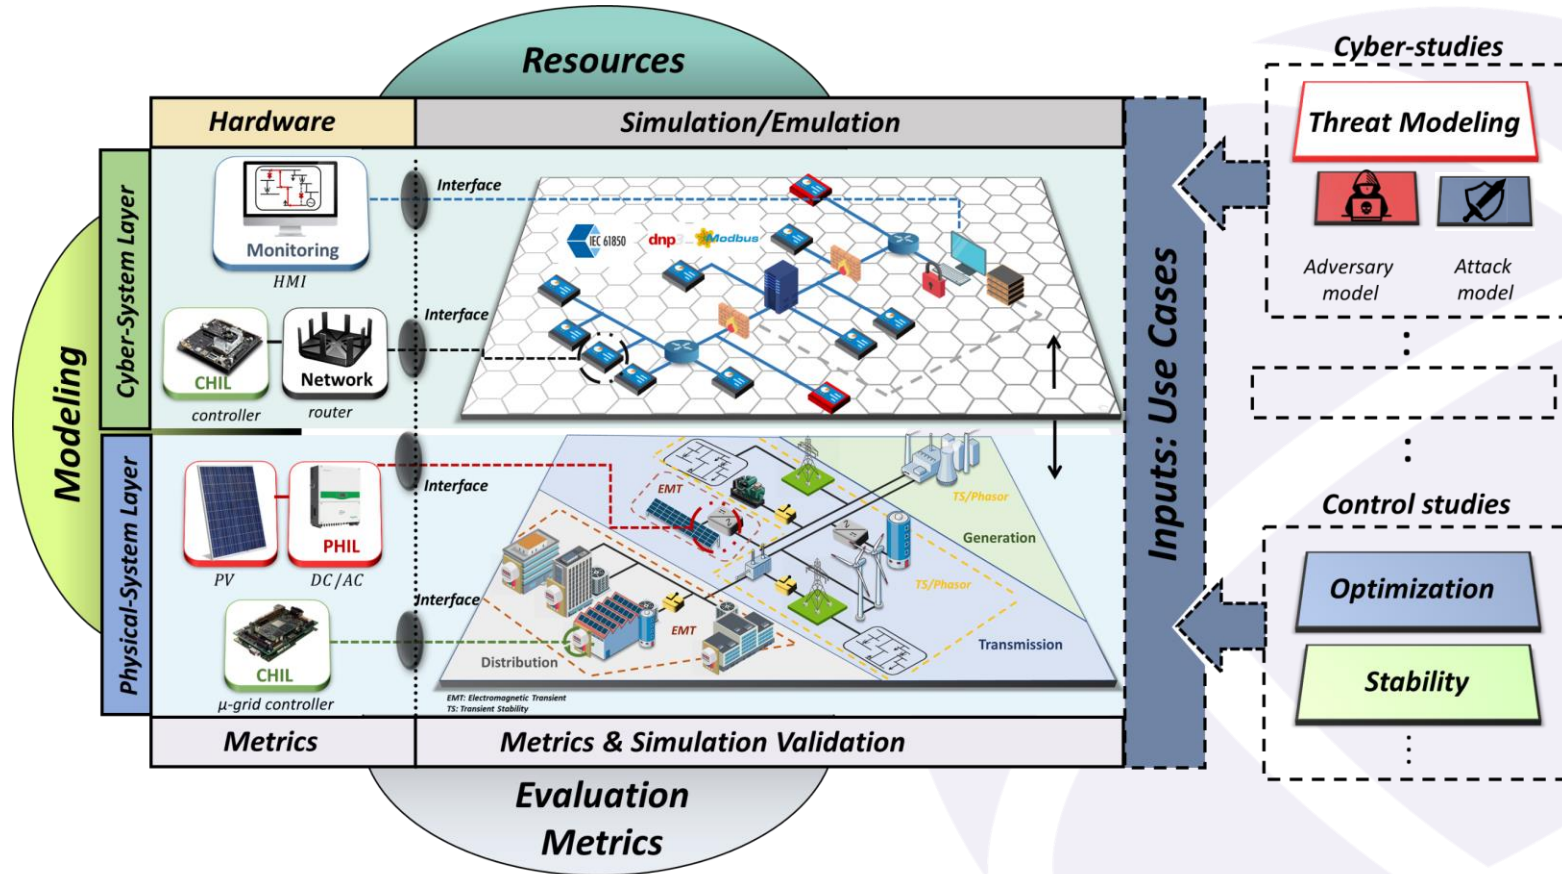 Resources
Hardware
Simulation/Emulation
Modeling
Cyber-System Layer
Physical-System Layer
Monitoring
HMI
Interface
CHIL
controller
Network
router
Interface
IEC 61850
dnp3
Modbus
PV
PHIL
DC/AC
Interface
CHIL
μ-grid controller
Interface
EMT
TS/Phasor
Generation
TS/Phasor
EMT
Transmission
Distribution
EMT: Electromagnetic Transient
TS: Transient Stability
Metrics
Metrics & Simulation Validation
Evaluation
Metrics
Inputs: Use Cases
Cyber-studies
Threat Modeling
Adversary
model
Attack
model
Control studies
Optimization
Stability